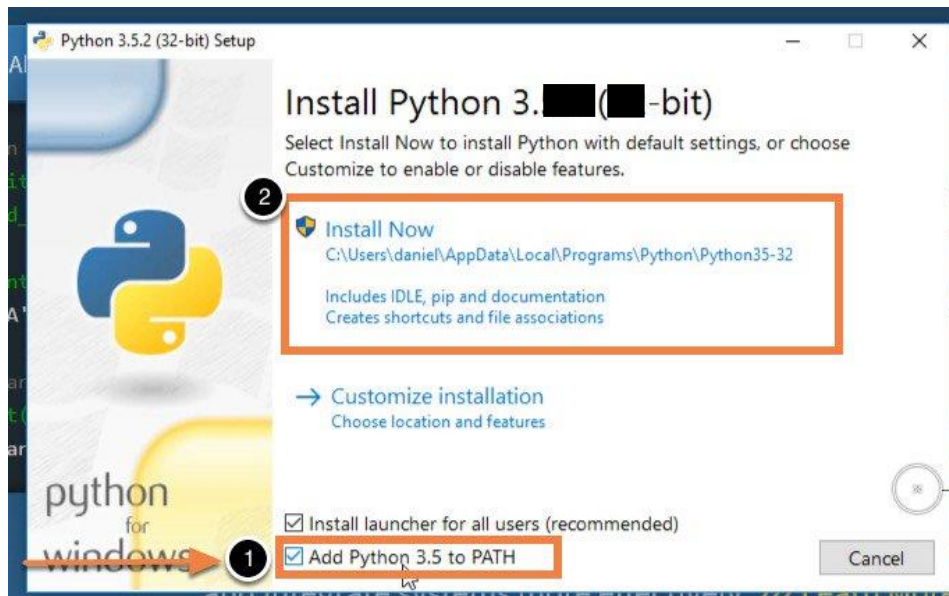 Python 3.5.2 (32-bit) Setup
Install Python 3. ( -bit)
Select Install Now to install Python with default settings, or choose
Customize to enable or disable features.
2
Install Now
C:\Users\daniel\AppData\Local\Programs\Python\Python35-32
Includes IDLE, pip and documentation
Creates shortcuts and file associations
Customize installation
Choose location and features
python
for
windows
Install launcher for all users (recommended)
1
Add Python 3.5 to PATH
Cancel